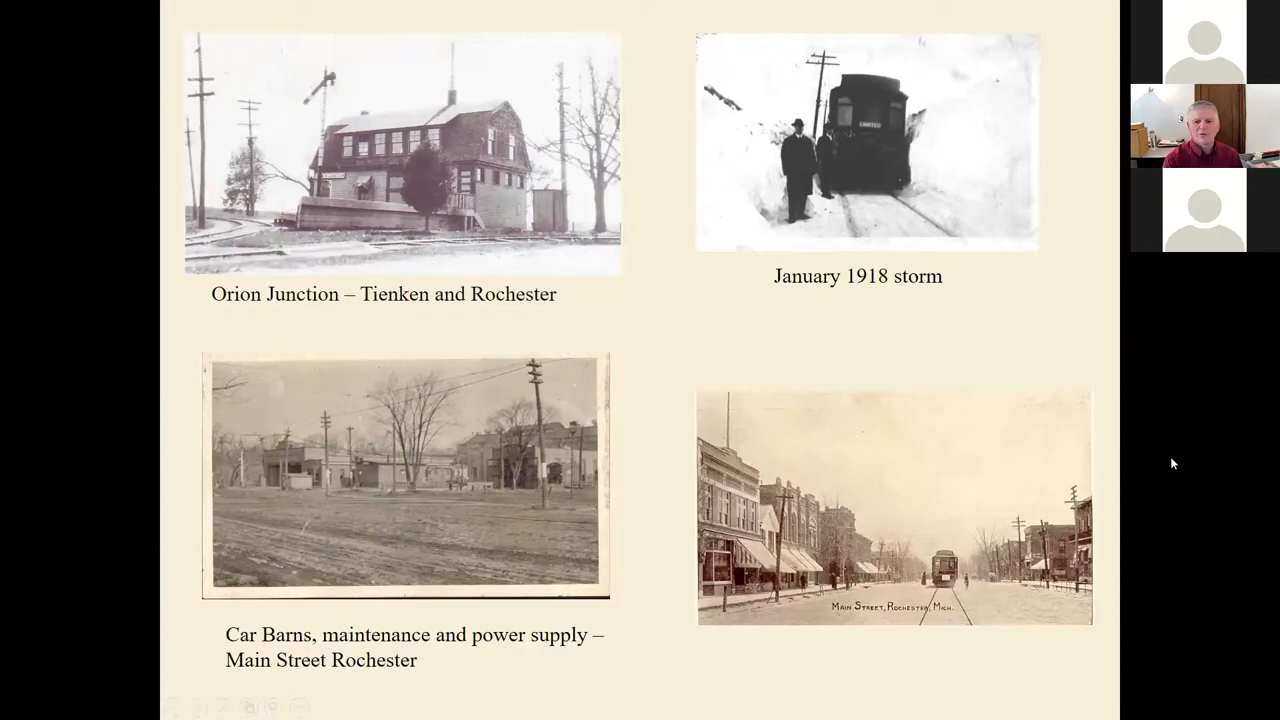 LIMITED
Orion Junction – Tienken and Rochester
January 1918 storm
MAIN STREET, ROCHESTER, MICH.
Car Barns, maintenance and power supply –
Main Street Rochester